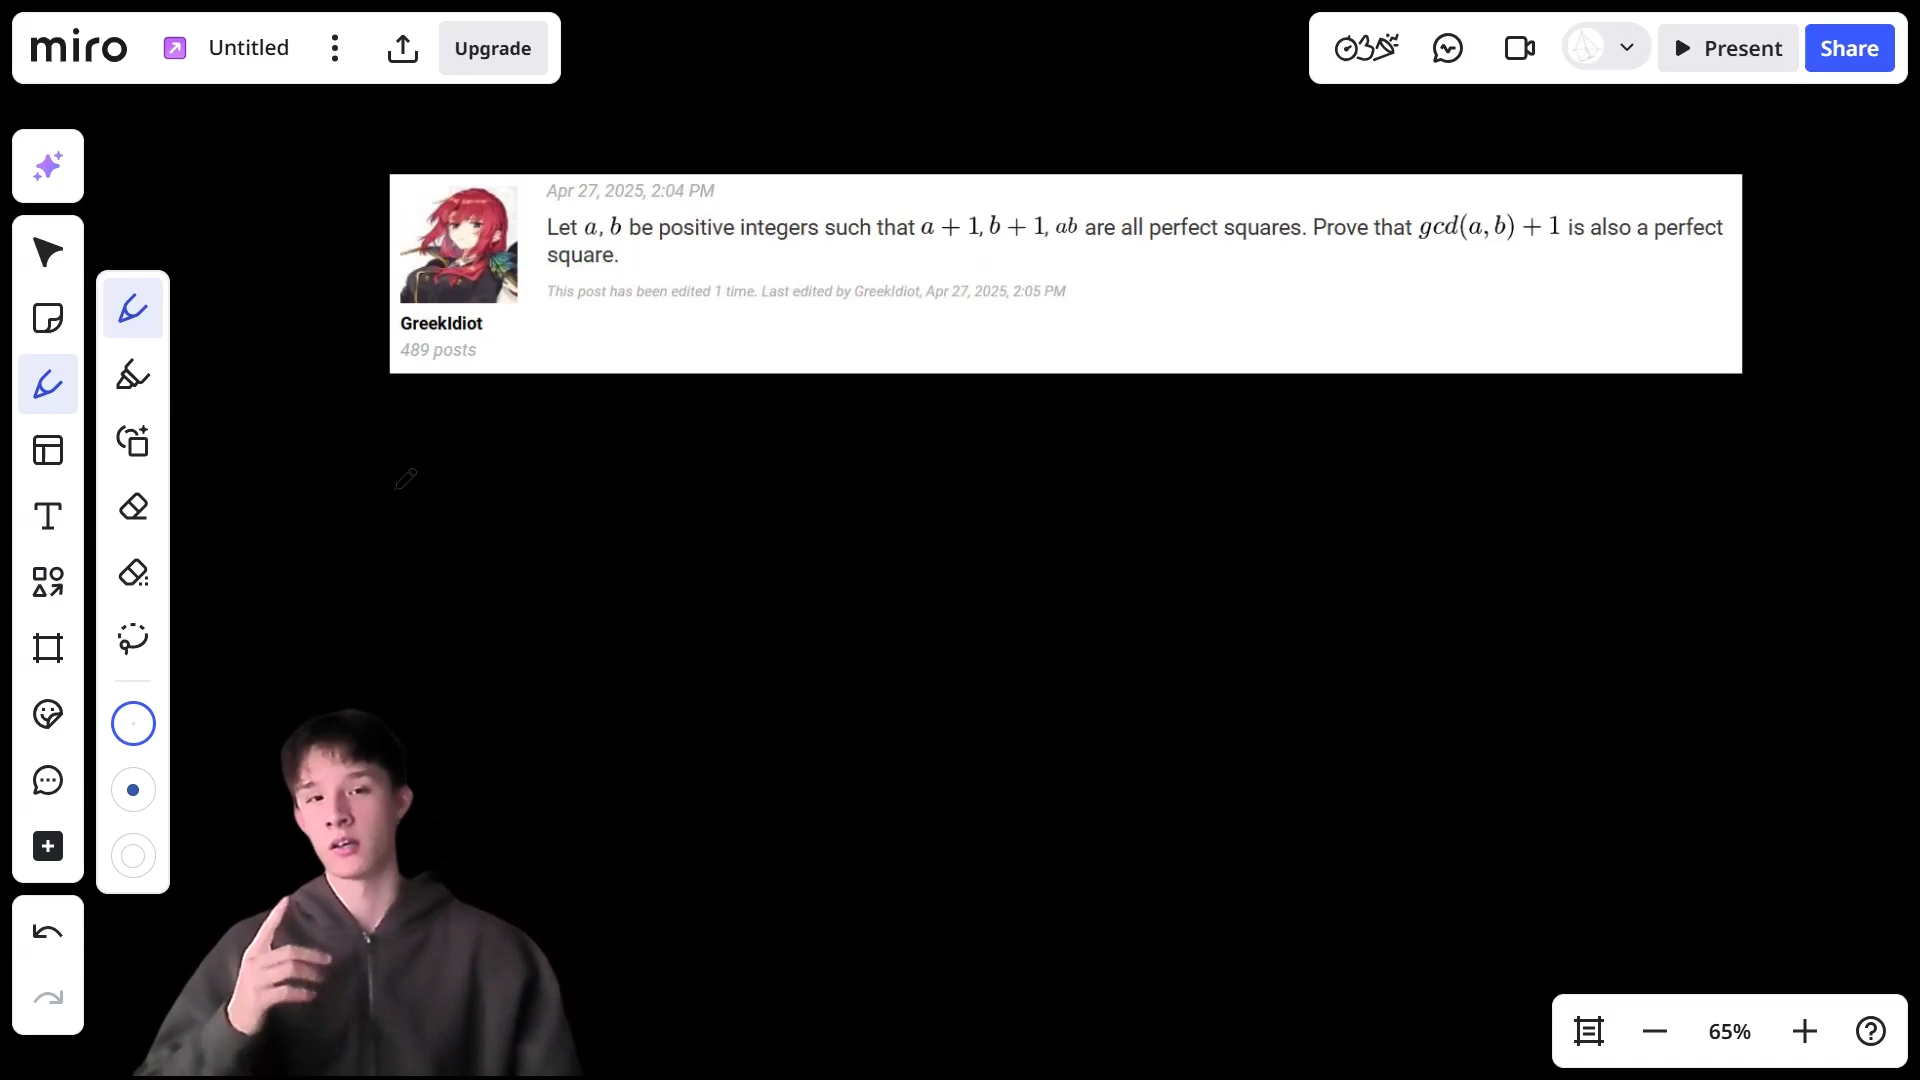 miro
Untitled
Upgrade
Present
Share
Apr 27, 2025, 2:04 PM
Let a, b be positive integers such that a + 1, b + 1, ab are all perfect squares. Prove that gcd(a, b) + 1 is also a perfect
square.
This post has been edited 1 time. Last edited by GreekIdiot, Apr 27, 2025, 2:05 PM
GreekIdiot
489 posts
65%